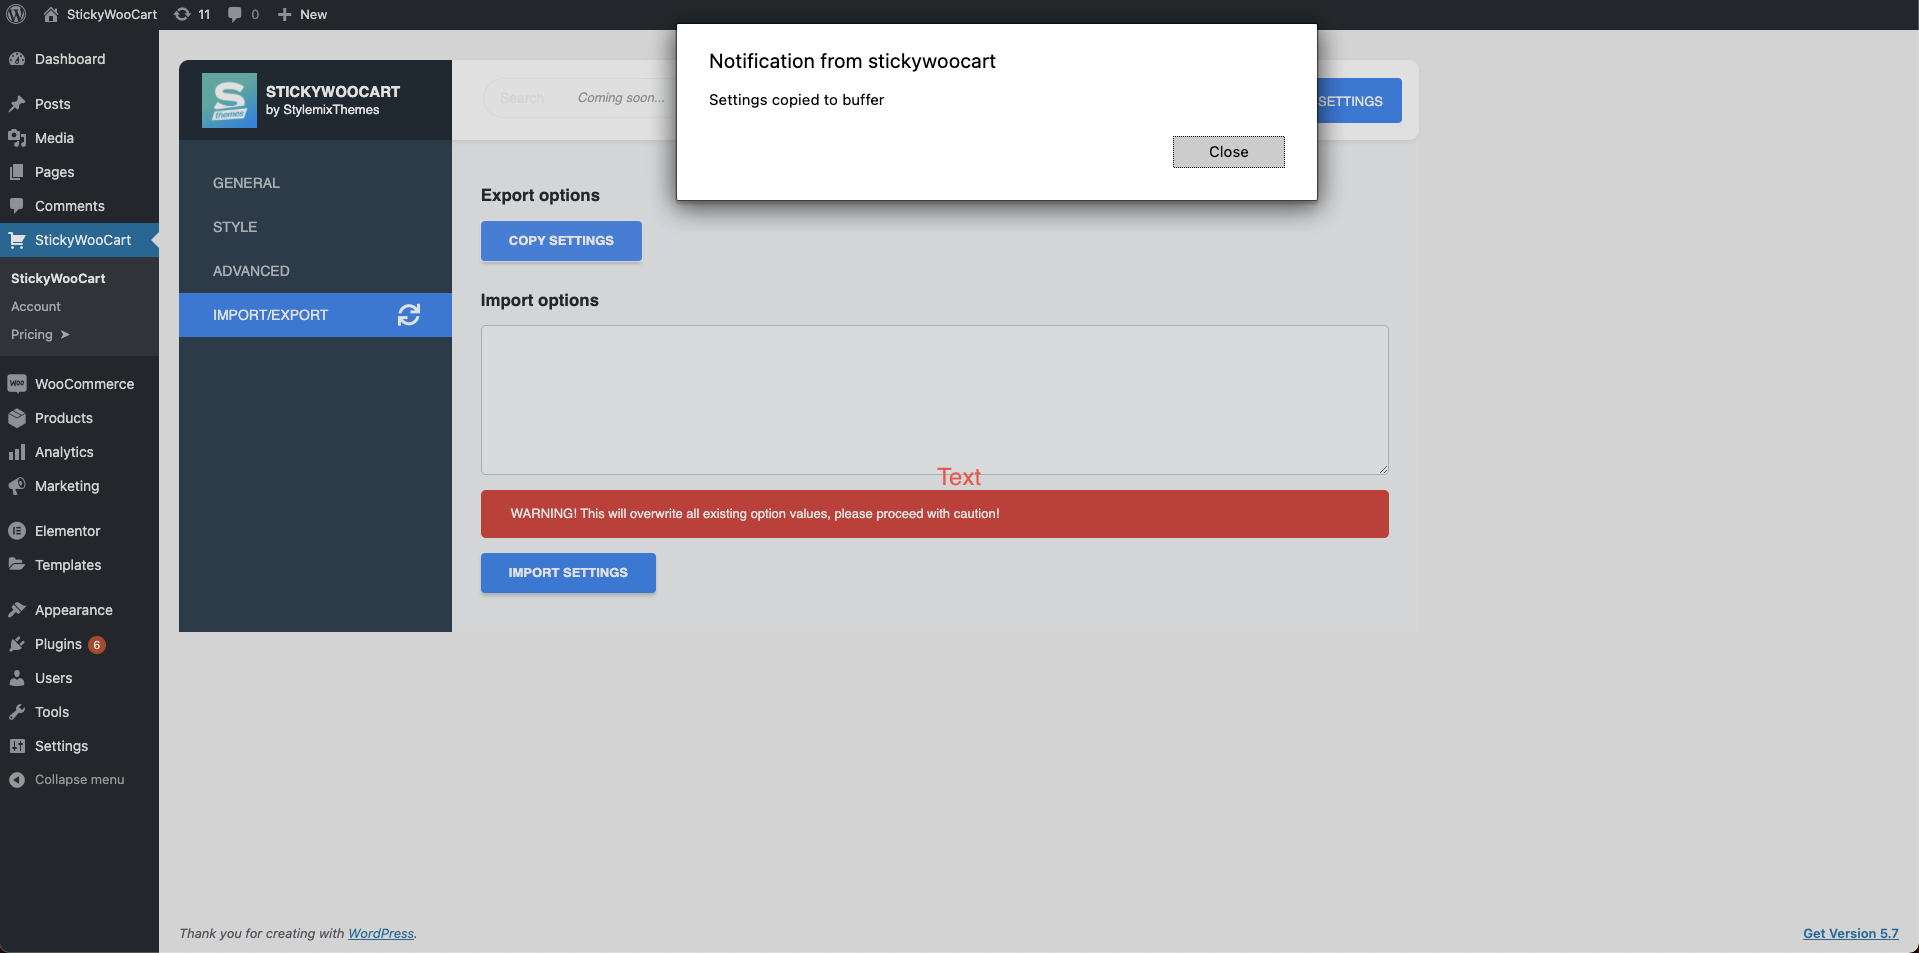 StickyWooCart 11 0 New
Dashboard
Posts
Media
Pages
Comments
StickyWooCart
StickyWooCart
Account
Pricing ➤
WooCommerce
Products
Analytics
Marketing
Elementor
Templates
Appearance
Plugins 6
Users
Tools
Settings
Collapse menu
S
themes
STICKYWOOCART
by StylemixThemes
GENERAL
STYLE
ADVANCED
IMPORT/EXPORT
Search Coming soon...
SETTINGS
Notification from stickywoocart
Settings copied to buffer
Close
Export options
COPY SETTINGS
Import options
Text
WARNING! This will overwrite all existing option values, please proceed with caution!
IMPORT SETTINGS
Thank you for creating with WordPress.
Get Version 5.7